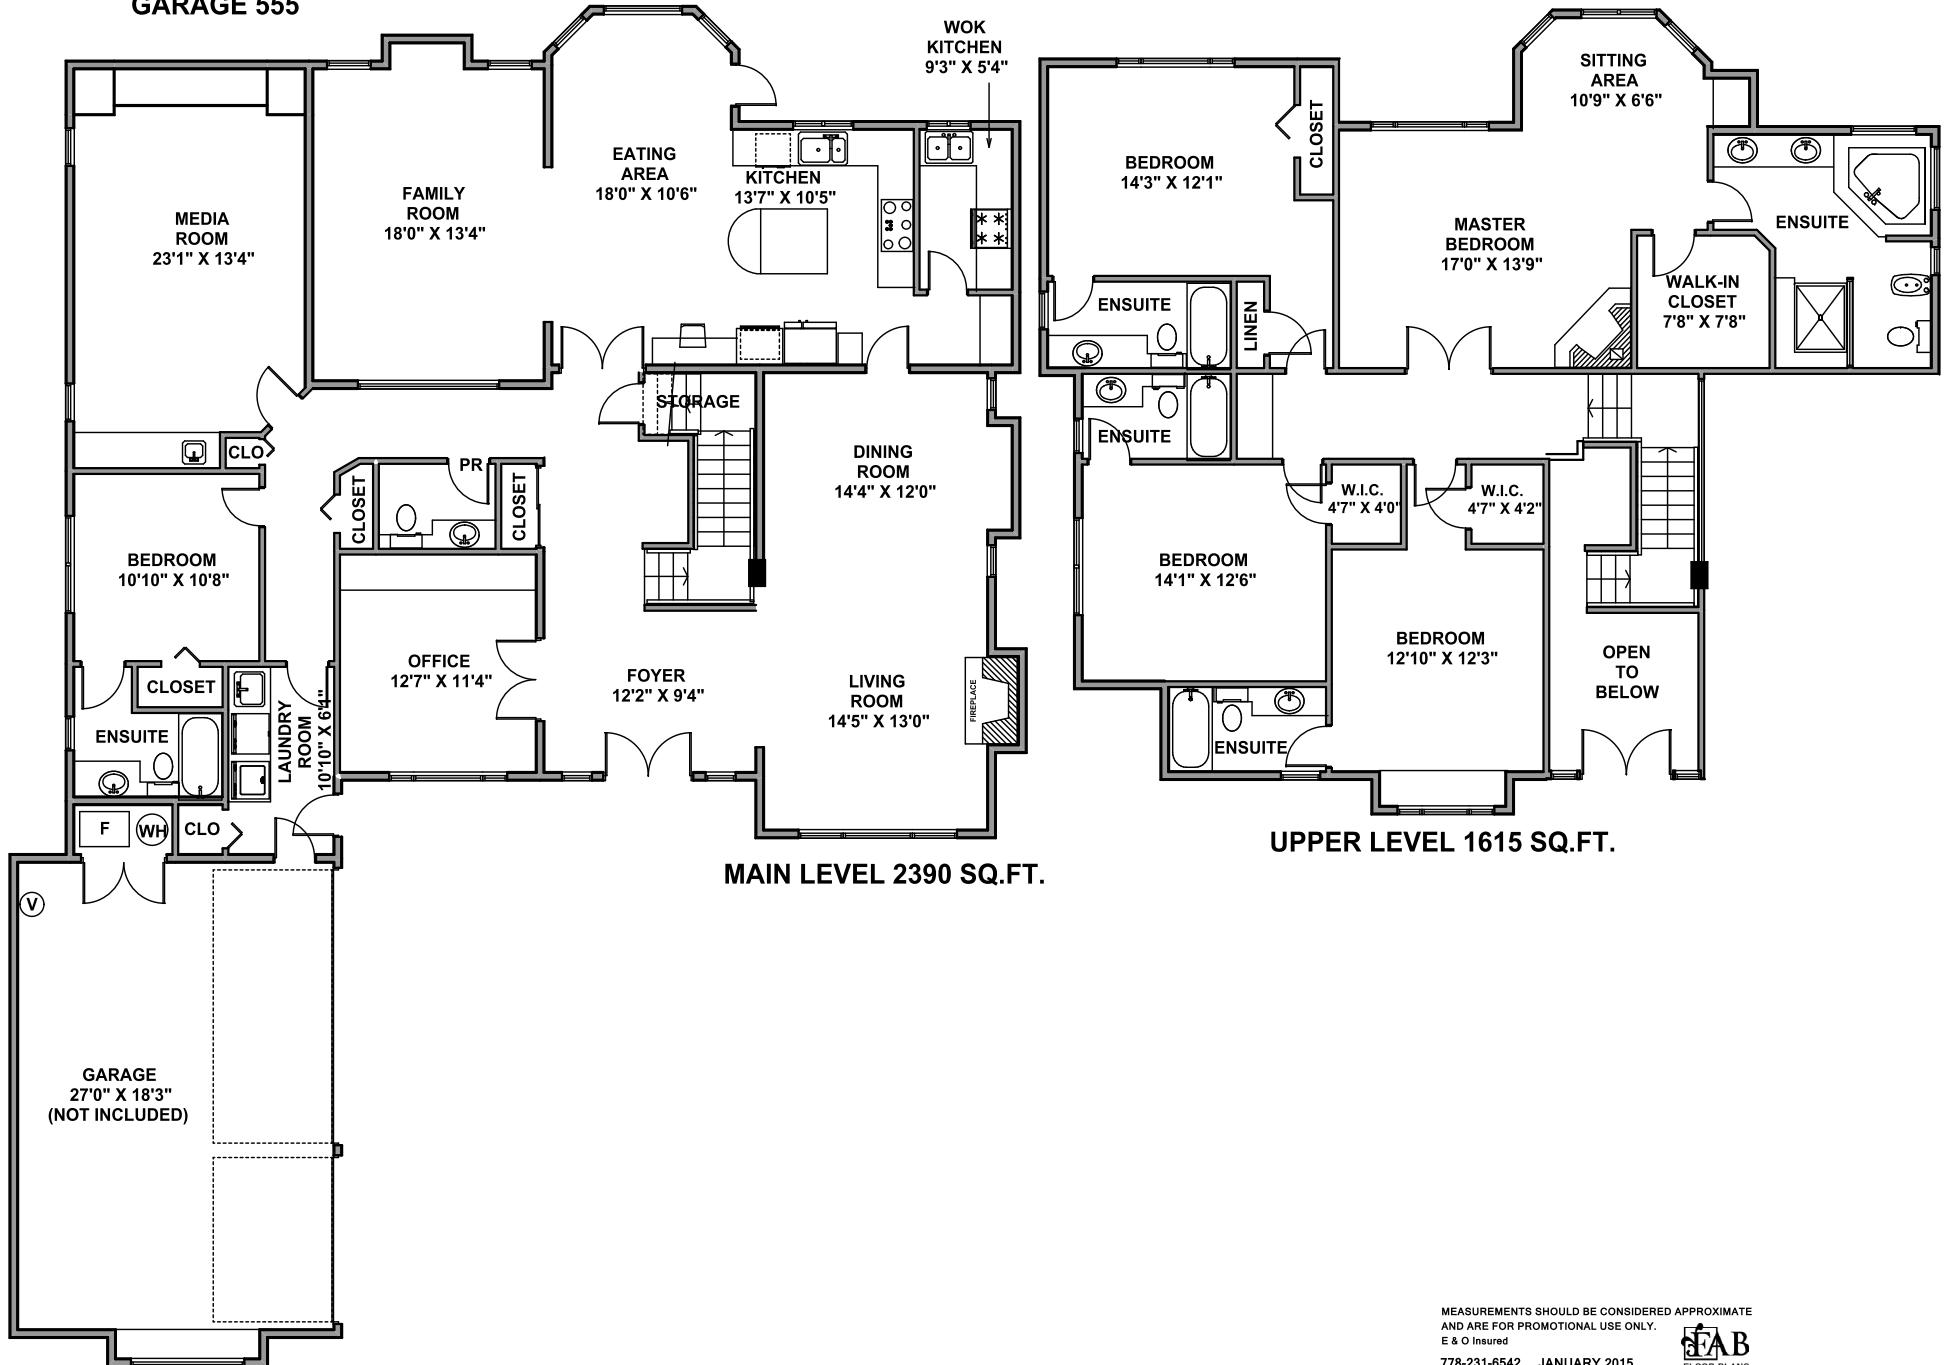 GARAGE 555
WOK
KITCHEN
9'3" X 5'4"
EATING
AREA
18'0" X 10'6"
KITCHEN
13'7" X 10'5"
FAMILY
ROOM
18'0" X 13'4"
MEDIA
ROOM
23'1" X 13'4"
STORAGE
CLO
PR
CLOSET
CLOSET
DINING
ROOM
14'4" X 12'0"
BEDROOM
10'10" X 10'8"
OFFICE
12'7" X 11'4"
FOYER
12'2" X 9'4"
LIVING
ROOM
14'5" X 13'0"
FIREPLACE
CLOSET
ENSUITE
LAUNDRY
ROOM
10'10" X 6'4"
F
WH
CLO
V
MAIN LEVEL 2390 SQ.FT.
GARAGE
27'0" X 18'3"
(NOT INCLUDED)
SITTING
AREA
10'9" X 6'6"
CLOSET
BEDROOM
14'3" X 12'1"
MASTER
BEDROOM
17'0" X 13'9"
ENSUITE
WALK-IN
CLOSET
7'8" X 7'8"
ENSUITE
LINEN
ENSUITE
W.I.C.
4'7" X 4'0"
W.I.C.
4'7" X 4'2"
BEDROOM
14'1" X 12'6"
BEDROOM
12'10" X 12'3"
OPEN
TO
BELOW
ENSUITE
UPPER LEVEL 1615 SQ.FT.
MEASUREMENTS SHOULD BE CONSIDERED APPROXIMATE
AND ARE FOR PROMOTIONAL USE ONLY.
E & O Insured
778-231-6542 JANUARY 2015
FAB
FLOOR PLANS